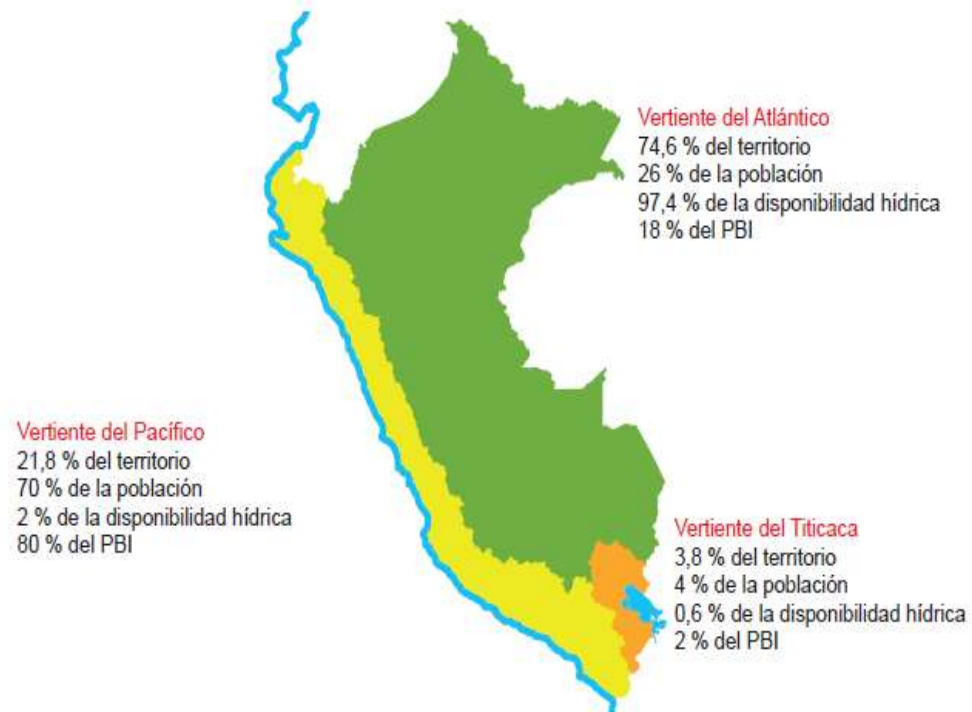 Vertiente del Atlántico
74,6 % del territorio
26 % de la población
97,4 % de la disponibilidad hídrica
18 % del PBI
Vertiente del Pacífico
21,8 % del territorio
70 % de la población
2 % de la disponibilidad hídrica
80 % del PBI
Vertiente del Titicaca
3,8 % del territorio
4 % de la población
0,6 % de la disponibilidad hídrica
2 % del PBI